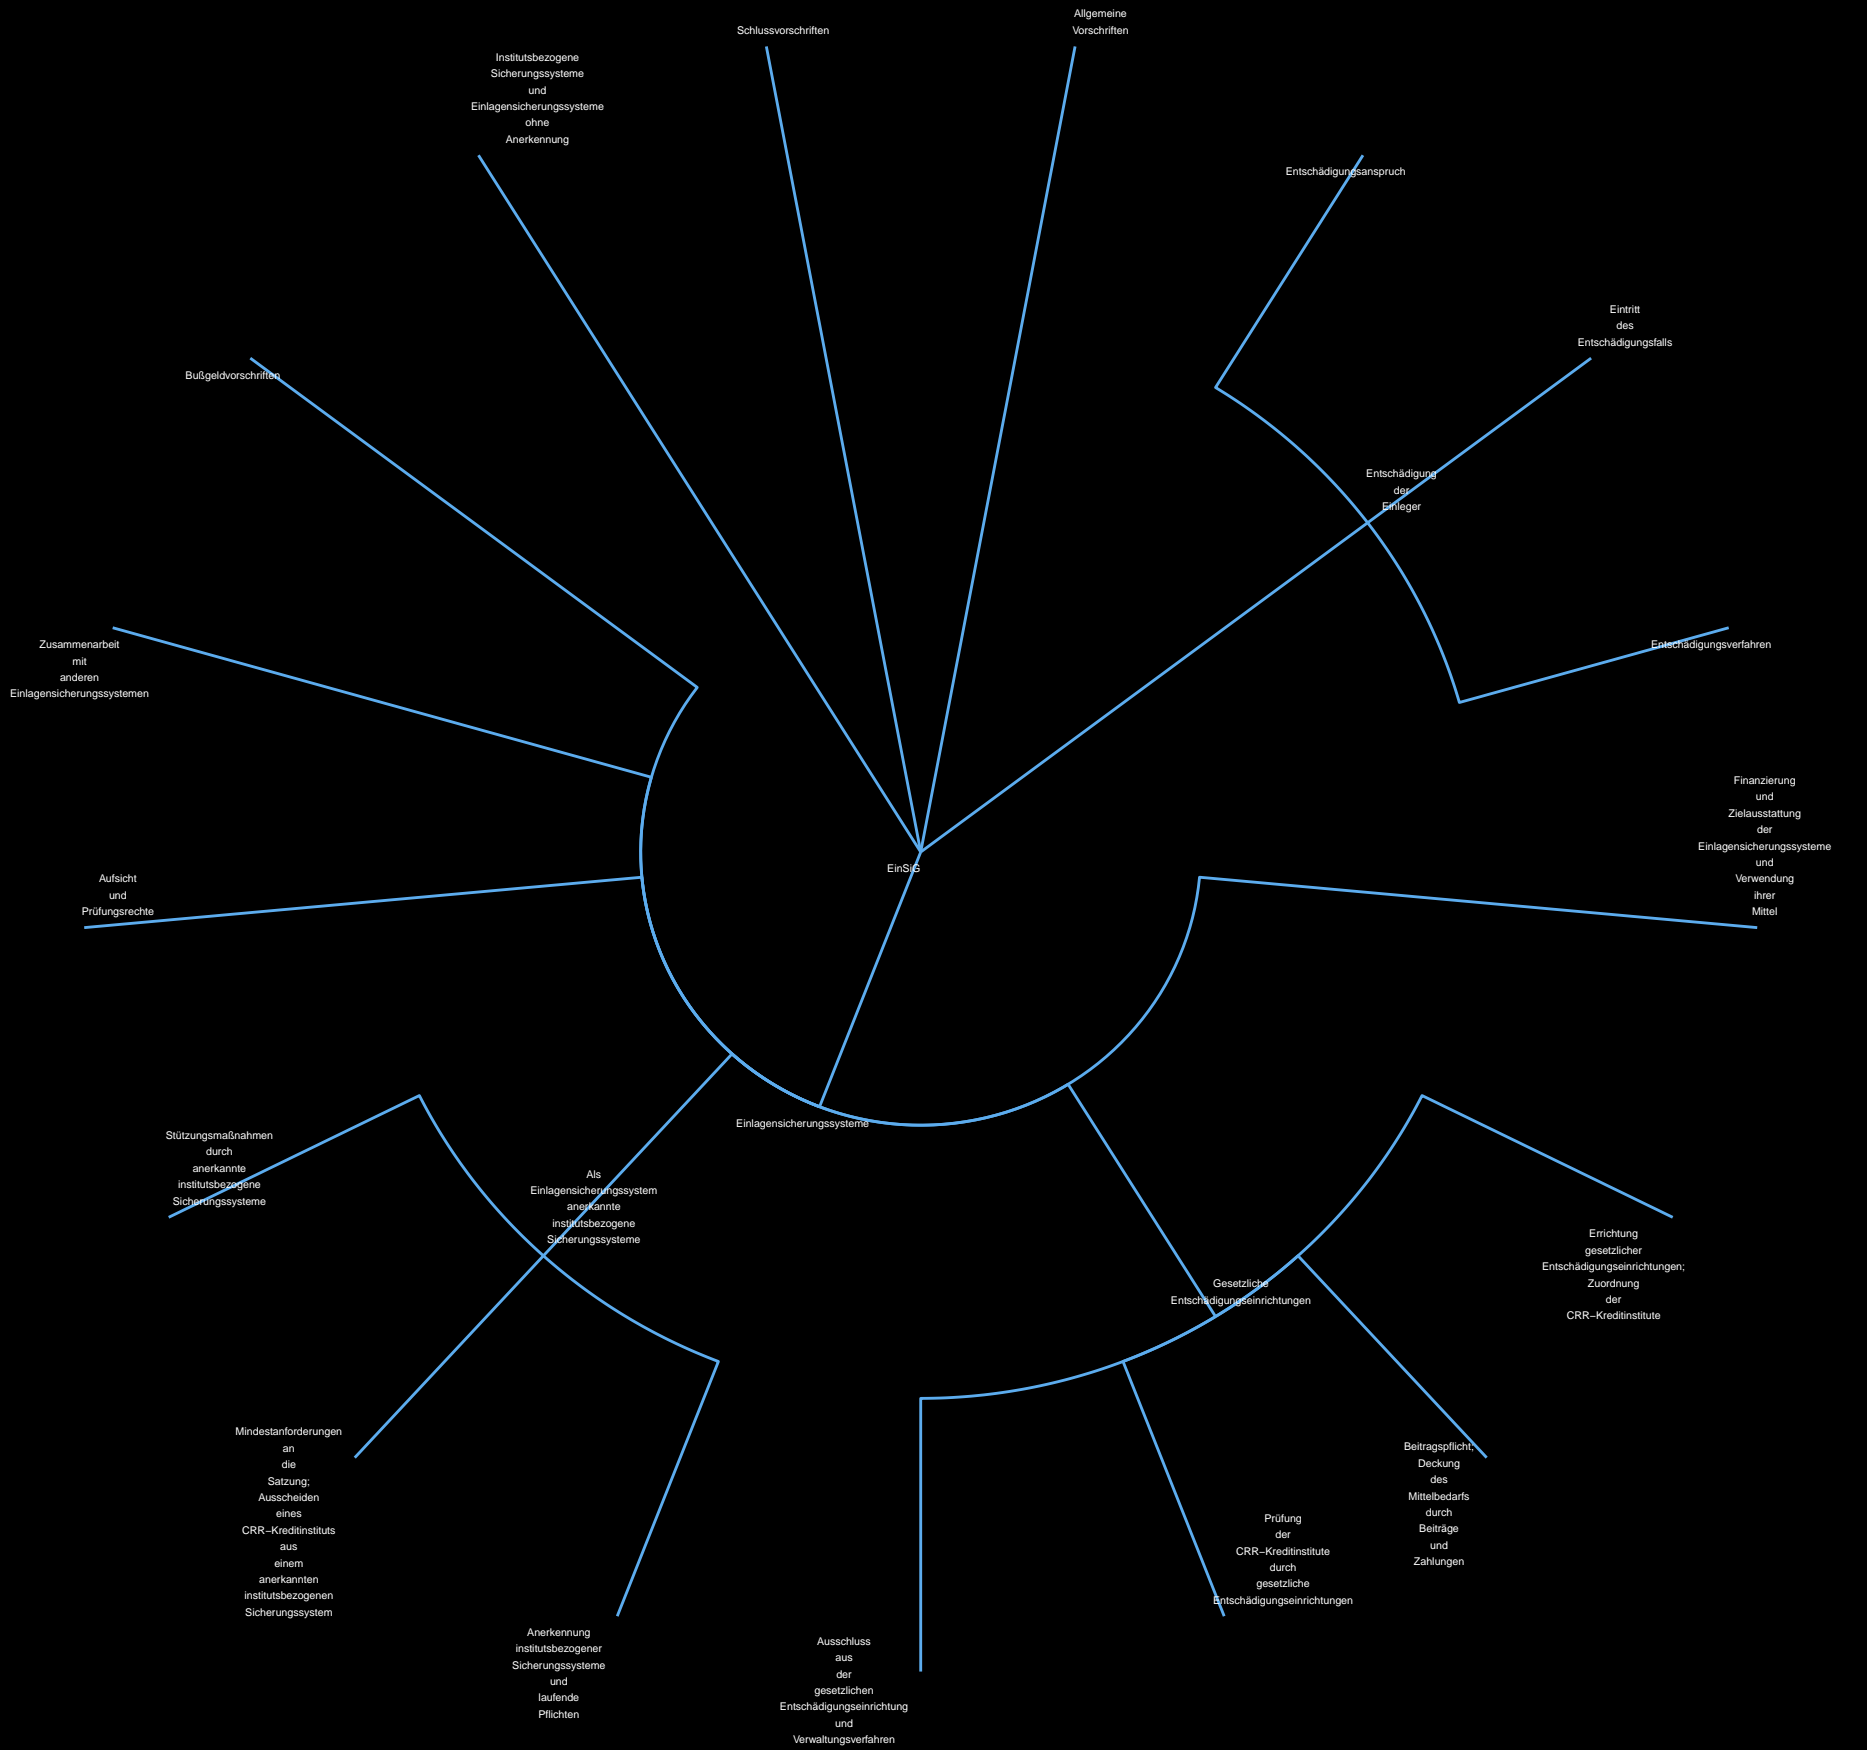 Allgemeine
Vorschriften
Schlussvorschriften
Institutsbezogene
Sicherungssysteme
und
Einlagensicherungssysteme
ohne
Anerkennung
Entschädigungsanspruch
Eintritt
des
Entschädigungsfalls
Bußgeldvorschriften
Entschädigung
der
Einleger
Zusammenarbeit
mit
anderen
Einlagensicherungssystemen
Entschädigungsverfahren
Finanzierung
und
Zielausstattung
der
Einlagensicherungssysteme
und
Verwendung
ihrer
Mittel
EinSiG
Aufsicht
und
Prüfungsrechte
Einlagensicherungssysteme
Stützungsmaßnahmen
durch
anerkannte
institutsbezogene
Sicherungssysteme
Als
Einlagensicherungssystem
anerkannte
institutsbezogene
Sicherungssysteme
Gesetzliche
Entschädigungseinrichtungen
Errichtung
gesetzlicher
Entschädigungseinrichtungen;
Zuordnung
der
CRR−Kreditinstitute
Mindestanforderungen
an
die
Satzung;
Ausscheiden
eines
CRR−Kreditinstituts
aus
einem
anerkannten
institutsbezogenen
Sicherungssystem
Beitragspflicht;
Deckung
des
Mittelbedarfs
durch
Beiträge
und
Zahlungen
Prüfung
der
CRR−Kreditinstitute
durch
gesetzliche
Entschädigungseinrichtungen
Anerkennung
institutsbezogener
Sicherungssysteme
und
laufende
Pflichten
Ausschluss
aus
der
gesetzlichen
Entschädigungseinrichtung
und
Verwaltungsverfahren